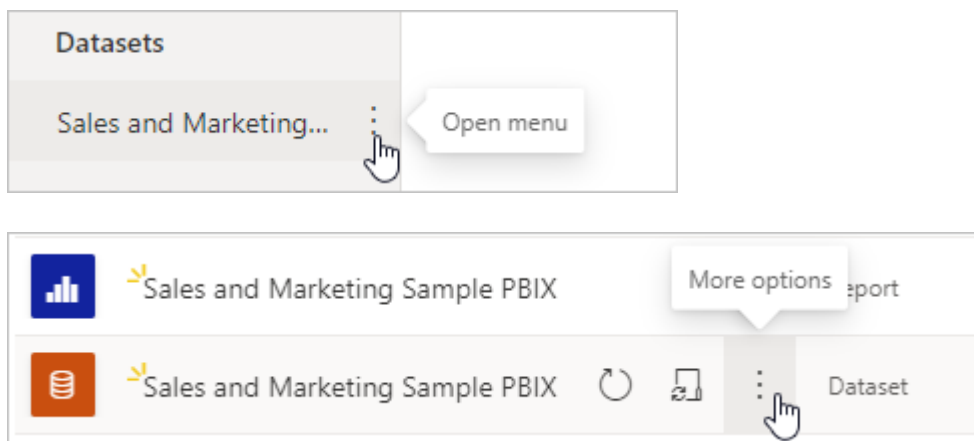 Datasets
Sales and Marketing...
Open menu
Sales and Marketing Sample PBIX
More options
eport
Sales and Marketing Sample PBIX
Dataset